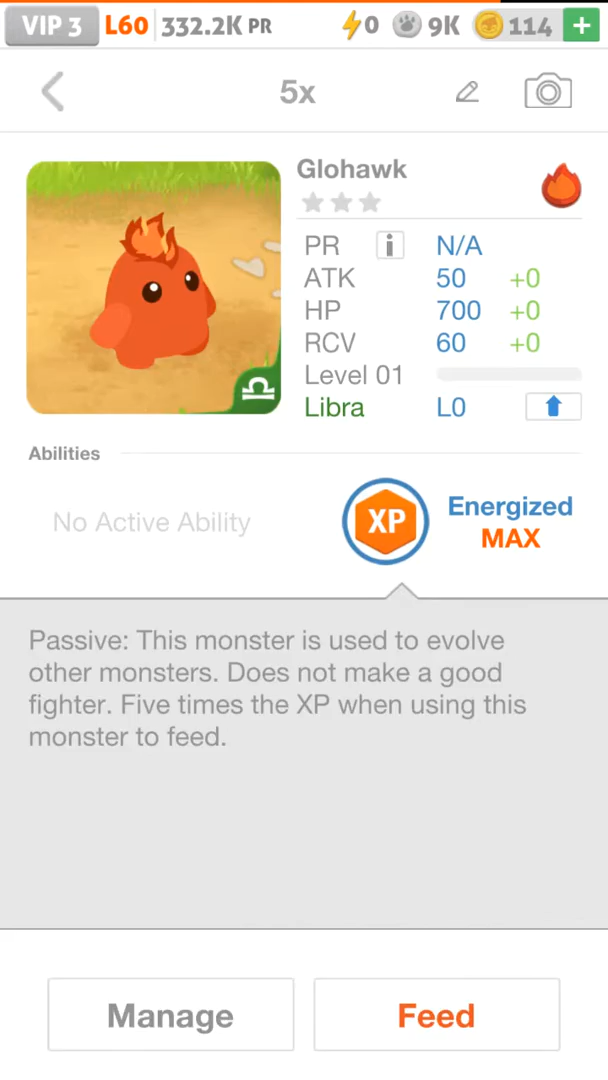 VIP 3 L60 332.2K PR 0 9K 114 +
5x
Glohawk
PR i N/A
ATK 50 +0
HP 700 +0
RCV 60 +0
Level 01
Libra L0
Abilities
No Active Ability
XP
Energized
MAX
Passive: This monster is used to evolve
other monsters. Does not make a good
fighter. Five times the XP when using this
monster to feed.
Manage Feed